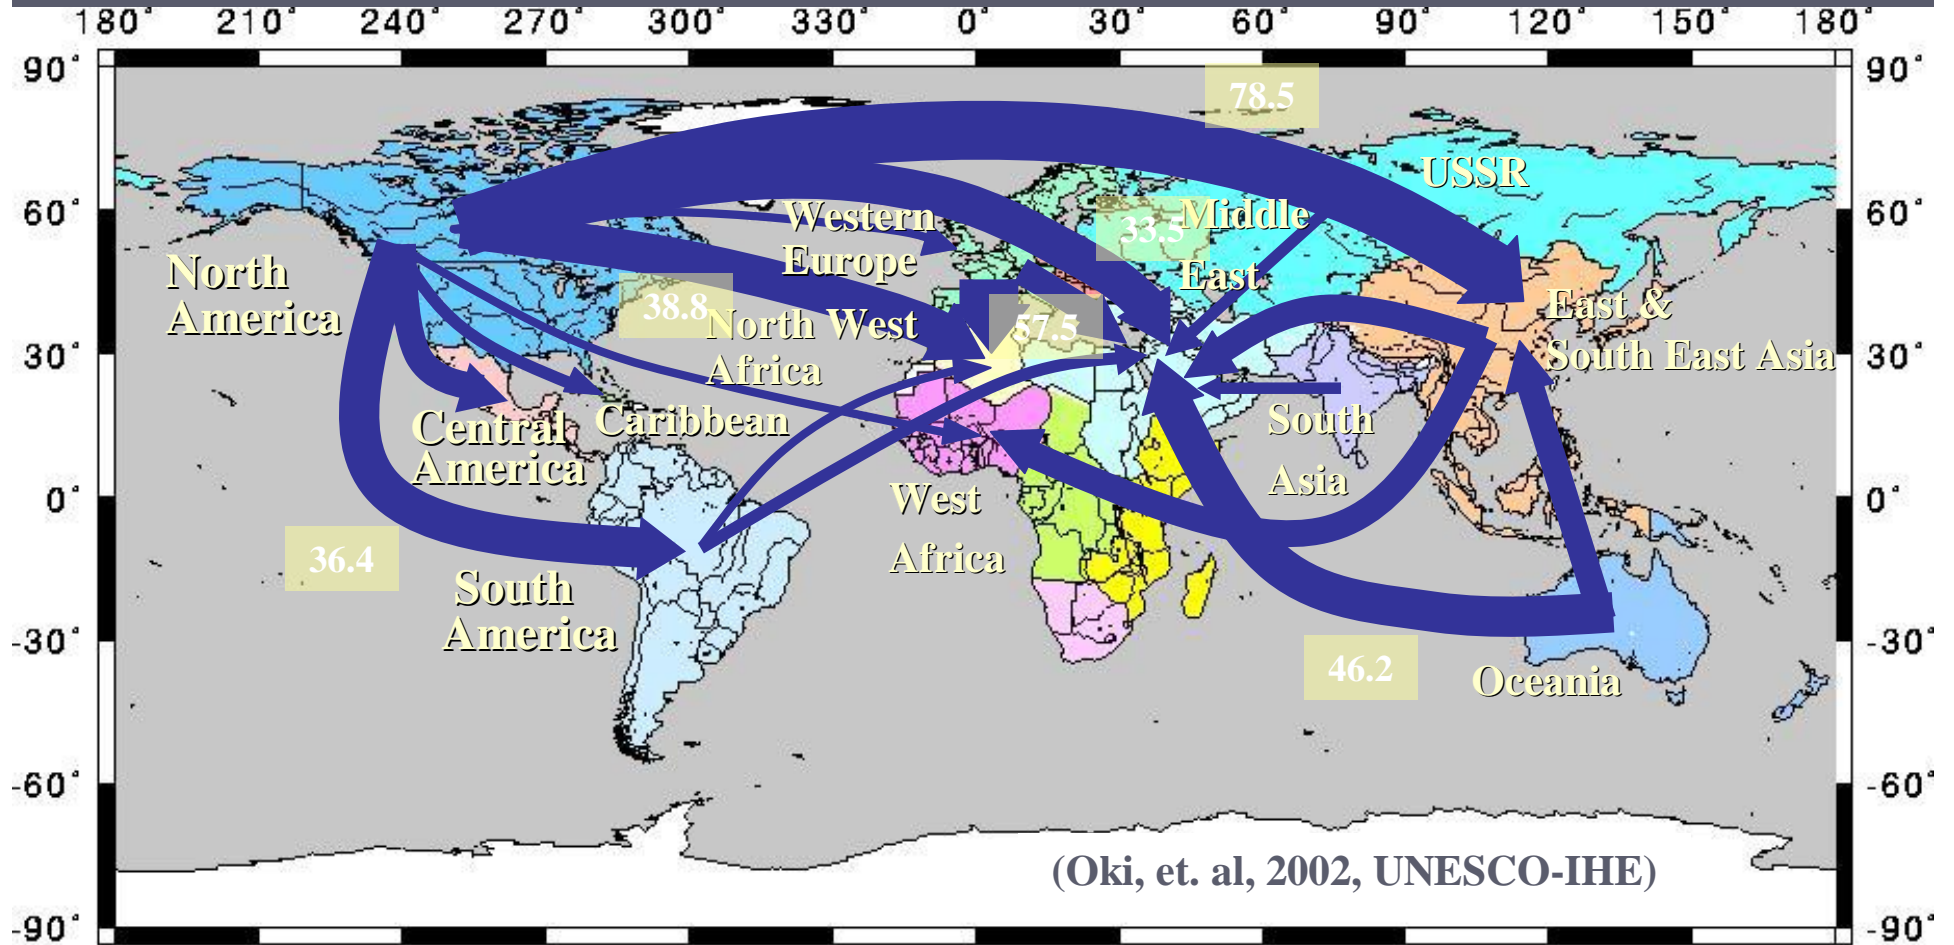 180° 210° 240° 270° 300° 330° 0° 30° 60° 90° 120° 150° 180°
90° 90°
78.5
USSR
60° 60°
Western
Europe
33.5
Middle
East
North
America
38.8
North West
Africa
57.5
East &
South East Asia
30° 30°
Central
America
Caribbean
South
Asia
West
Africa
0° 0°
36.4
South
America
-30° -30°
46.2
Oceania
-60° -60°
(Oki, et. al, 2002, UNESCO-IHE)
-90° -90°